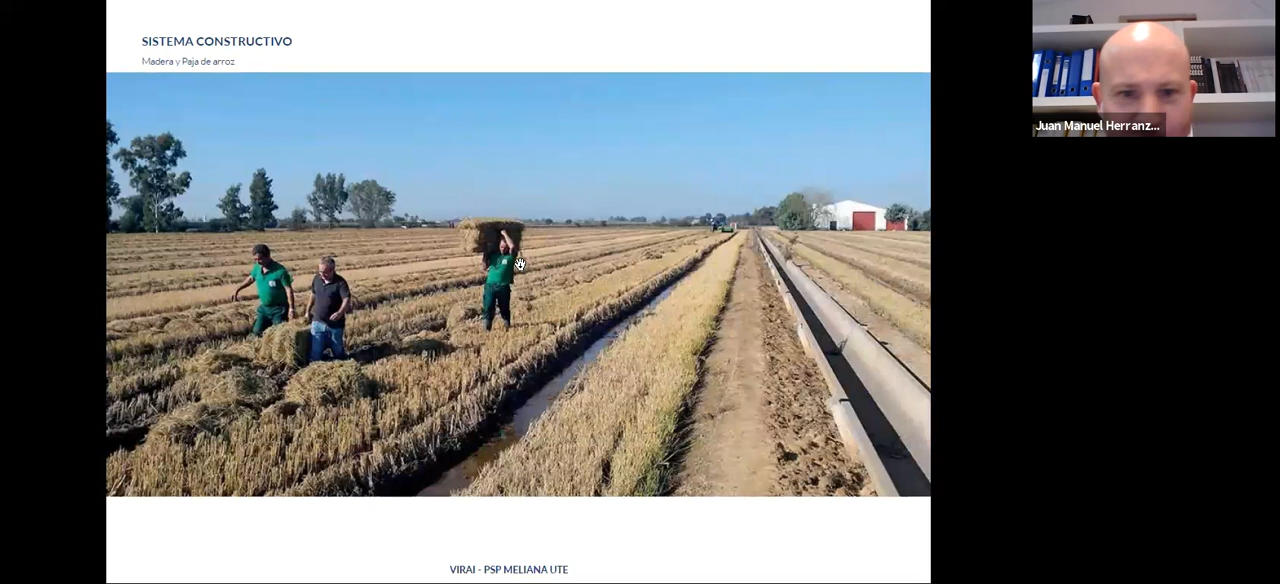 SISTEMA CONSTRUCTIVO
Madera y Paja de arroz
Juan Manuel Herranz...
VIRAI - PSP MELIANA UTE